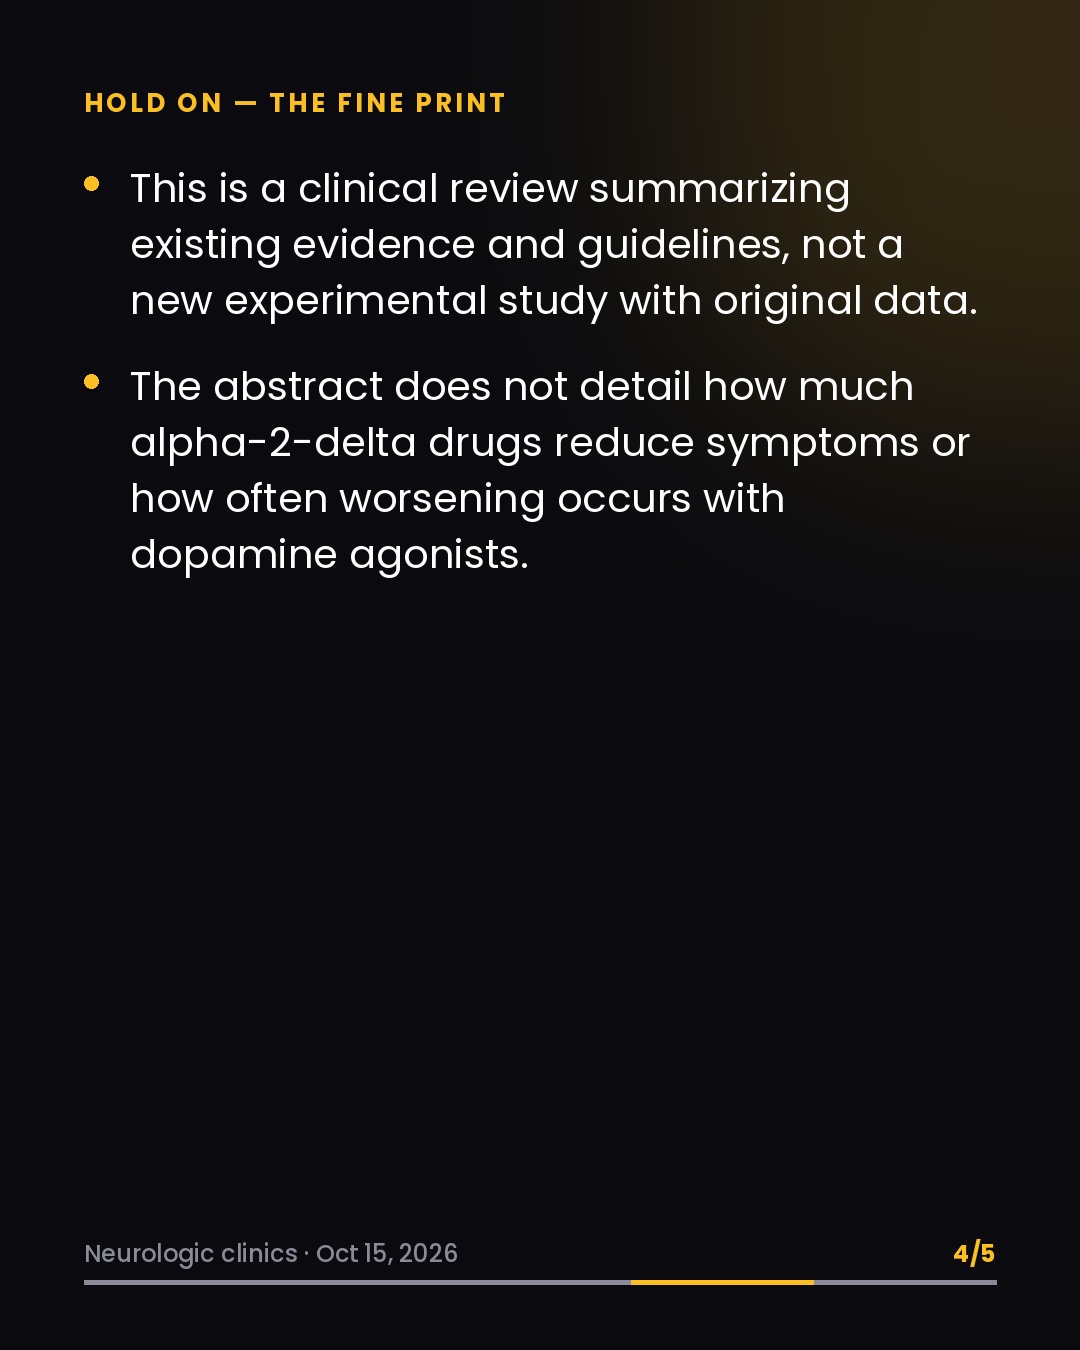 HOLD ON — THE FINE PRINT
This is a clinical review summarizing
existing evidence and guidelines, not a
new experimental study with original data.
The abstract does not detail how much
alpha-2-delta drugs reduce symptoms or
how often worsening occurs with
dopamine agonists.
Neurologic clinics · Oct 15, 2026
4/5